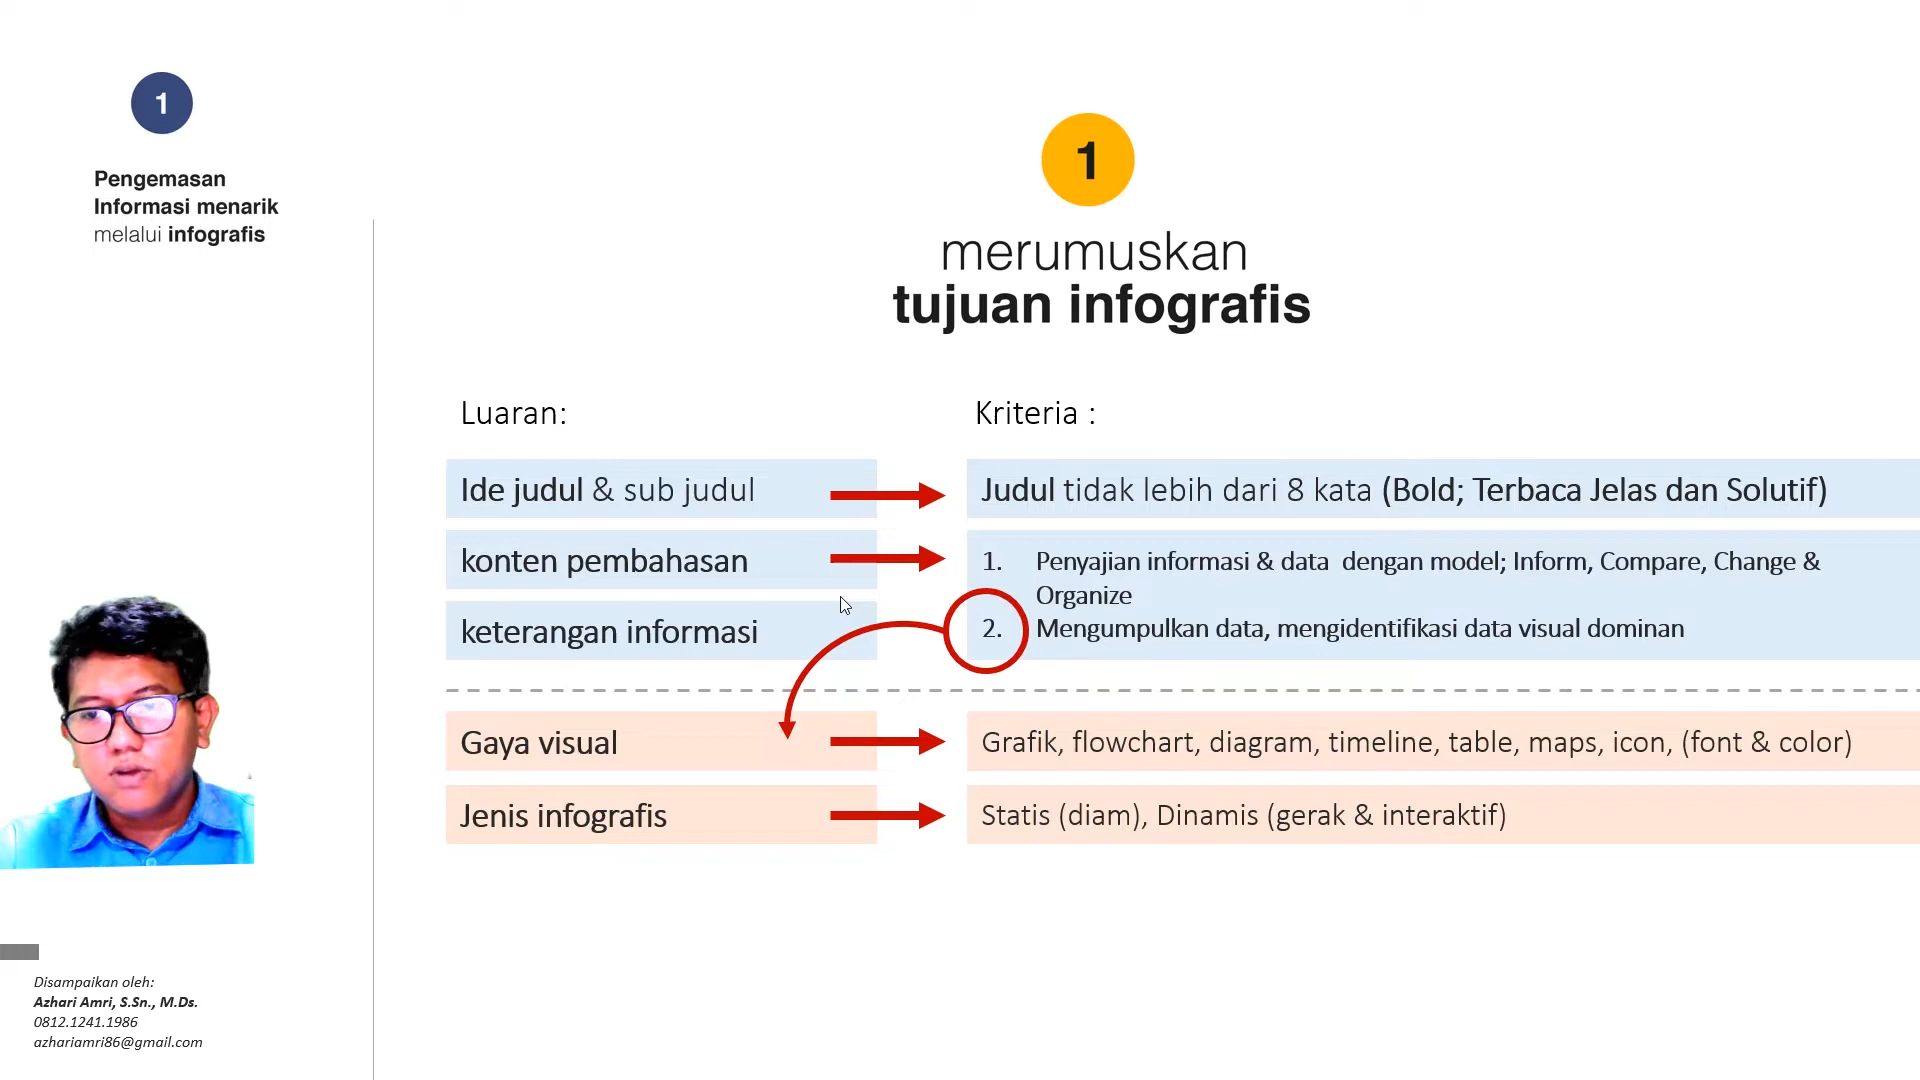 1
Pengemasan
Informasi menarik
melalui infografis
1
merumuskan
tujuan infografis
Luaran:
Kriteria :
Ide judul & sub judul
Judul tidak lebih dari 8 kata (Bold; Terbaca Jelas dan Solutif)
konten pembahasan
1. Penyajian informasi & data dengan model; Inform, Compare, Change &
Organize
keterangan informasi
2. Mengumpulkan data, mengidentifikasi data visual dominan
Gaya visual
Grafik, flowchart, diagram, timeline, table, maps, icon, (font & color)
Jenis infografis
Statis (diam), Dinamis (gerak & interaktif)
Disampaikan oleh:
Azhari Amri, S.Sn., M.Ds.
0812.1241.1986
azhariamri86@gmail.com